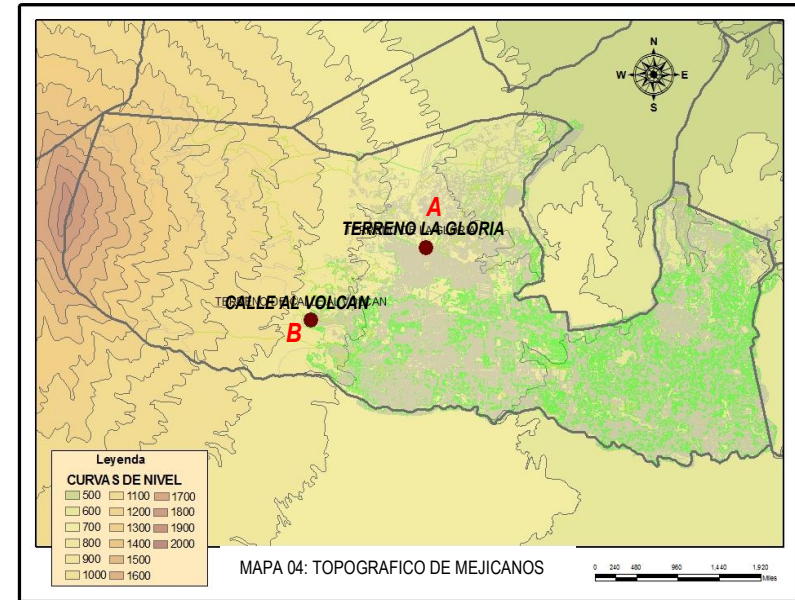 N
W E
S
A
TERRENO LA GLORIA
CALLE AL VOLCAN
B
Leyenda
CURVAS DE NIVEL
500 1100 1700
600 1200 1800
700 1300 1900
800 1400 2000
900 1500
1000 1600
MAPA 04: TOPOGRAFICO DE MEJICANOS
0 240 480 960 1,440 1,920
Miles